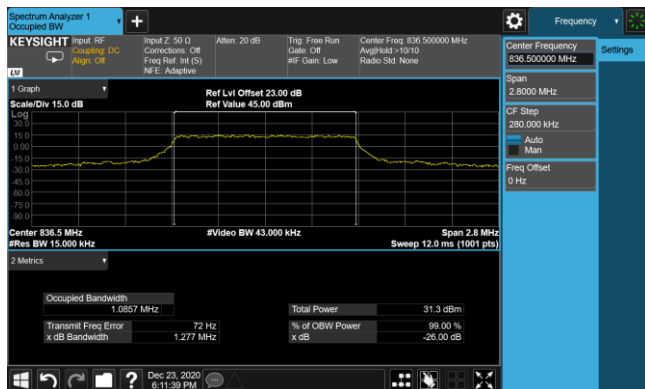 Spectrum Analyzer 1
Occupied BW
Frequency
KEYSIGHT
Input: RF
Coupling: DC
Align: Off
Input Z: 50 Ω
Corrections: Off
Freq Ref: Int (S)
NFE: Adaptive
Atten: 20 dB
Trig: Free Run
Gate: Off
#IF Gain: Low
Center Freq: 836.500000 MHz
Avg|Hold:>10/10
Radio Std: None
LXI
1 Graph
Scale/Div 15.0 dB
Ref Lvl Offset 23.00 dB
Ref Value 45.00 dBm
Log
30.0
15.0
0.00
-15.0
-30.0
-45.0
-60.0
-75.0
-90.0
Center 836.5 MHz
#Video BW 43.000 kHz
Span 2.8 MHz
#Res BW 15.000 kHz
Sweep 12.0 ms (1001 pts)
2 Metrics
Occupied Bandwidth
1.0857 MHz
Total Power 31.3 dBm
Transmit Freq Error 72 Hz
% of OBW Power 99.00 %
x dB Bandwidth 1.277 MHz
x dB -26.00 dB
Center Frequency
836.500000 MHz
Settings
Span
2.8000 MHz
CF Step
280.000 kHz
Auto
Man
Freq Offset
0 Hz
?
Dec 23, 2020
6:11:39 PM